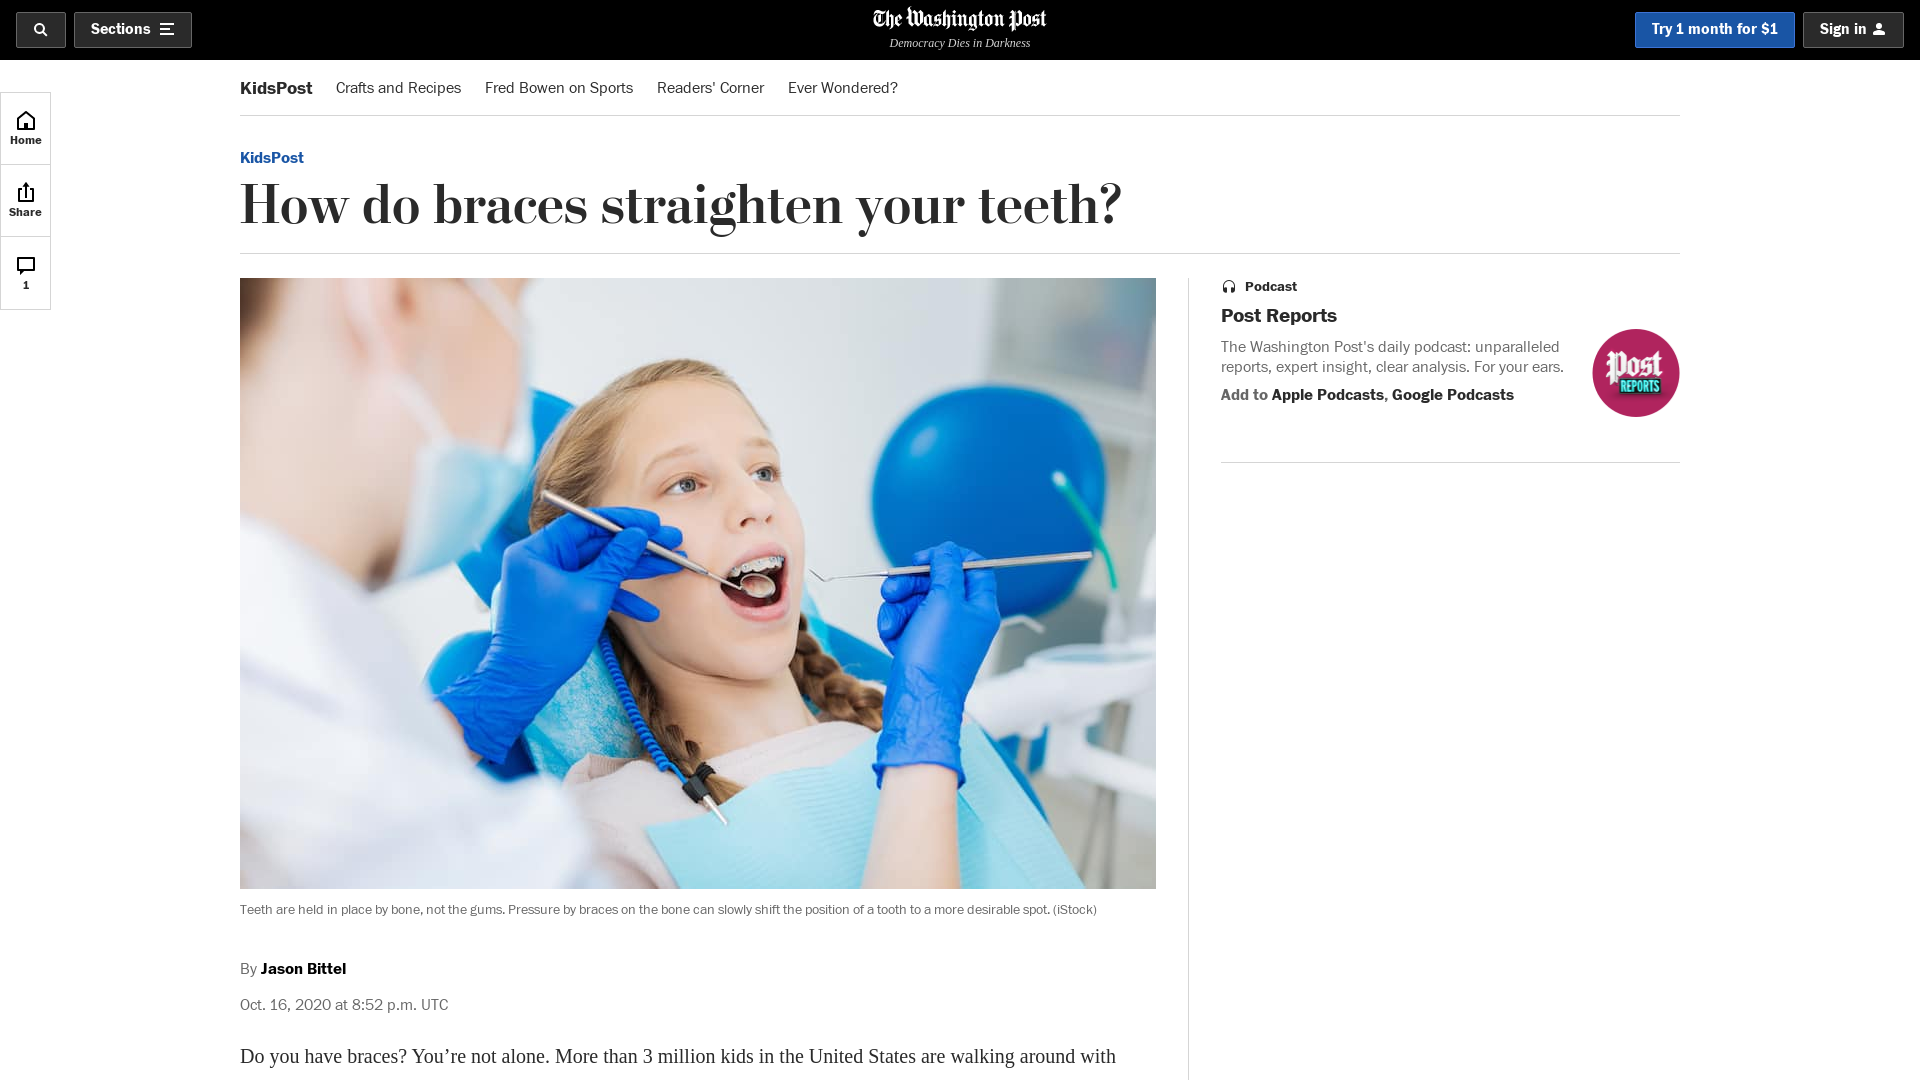 Sections
The Washington Post
Democracy Dies in Darkness
Try 1 month for $1
Sign in
KidsPost
Crafts and Recipes
Fred Bowen on Sports
Readers' Corner
Ever Wondered?
Home
Share
1
KidsPost
How do braces straighten your teeth?
Teeth are held in place by bone, not the gums. Pressure by braces on the bone can slowly shift the position of a tooth to a more desirable spot. (iStock)
By Jason Bittel
Oct. 16, 2020 at 8:52 p.m. UTC
Do you have braces? You’re not alone. More than 3 million kids in the United States are walking around with
Podcast
Post Reports
The Washington Post's daily podcast: unparalleled
reports, expert insight, clear analysis. For your ears.
Add to Apple Podcasts, Google Podcasts
Post
REPORTS